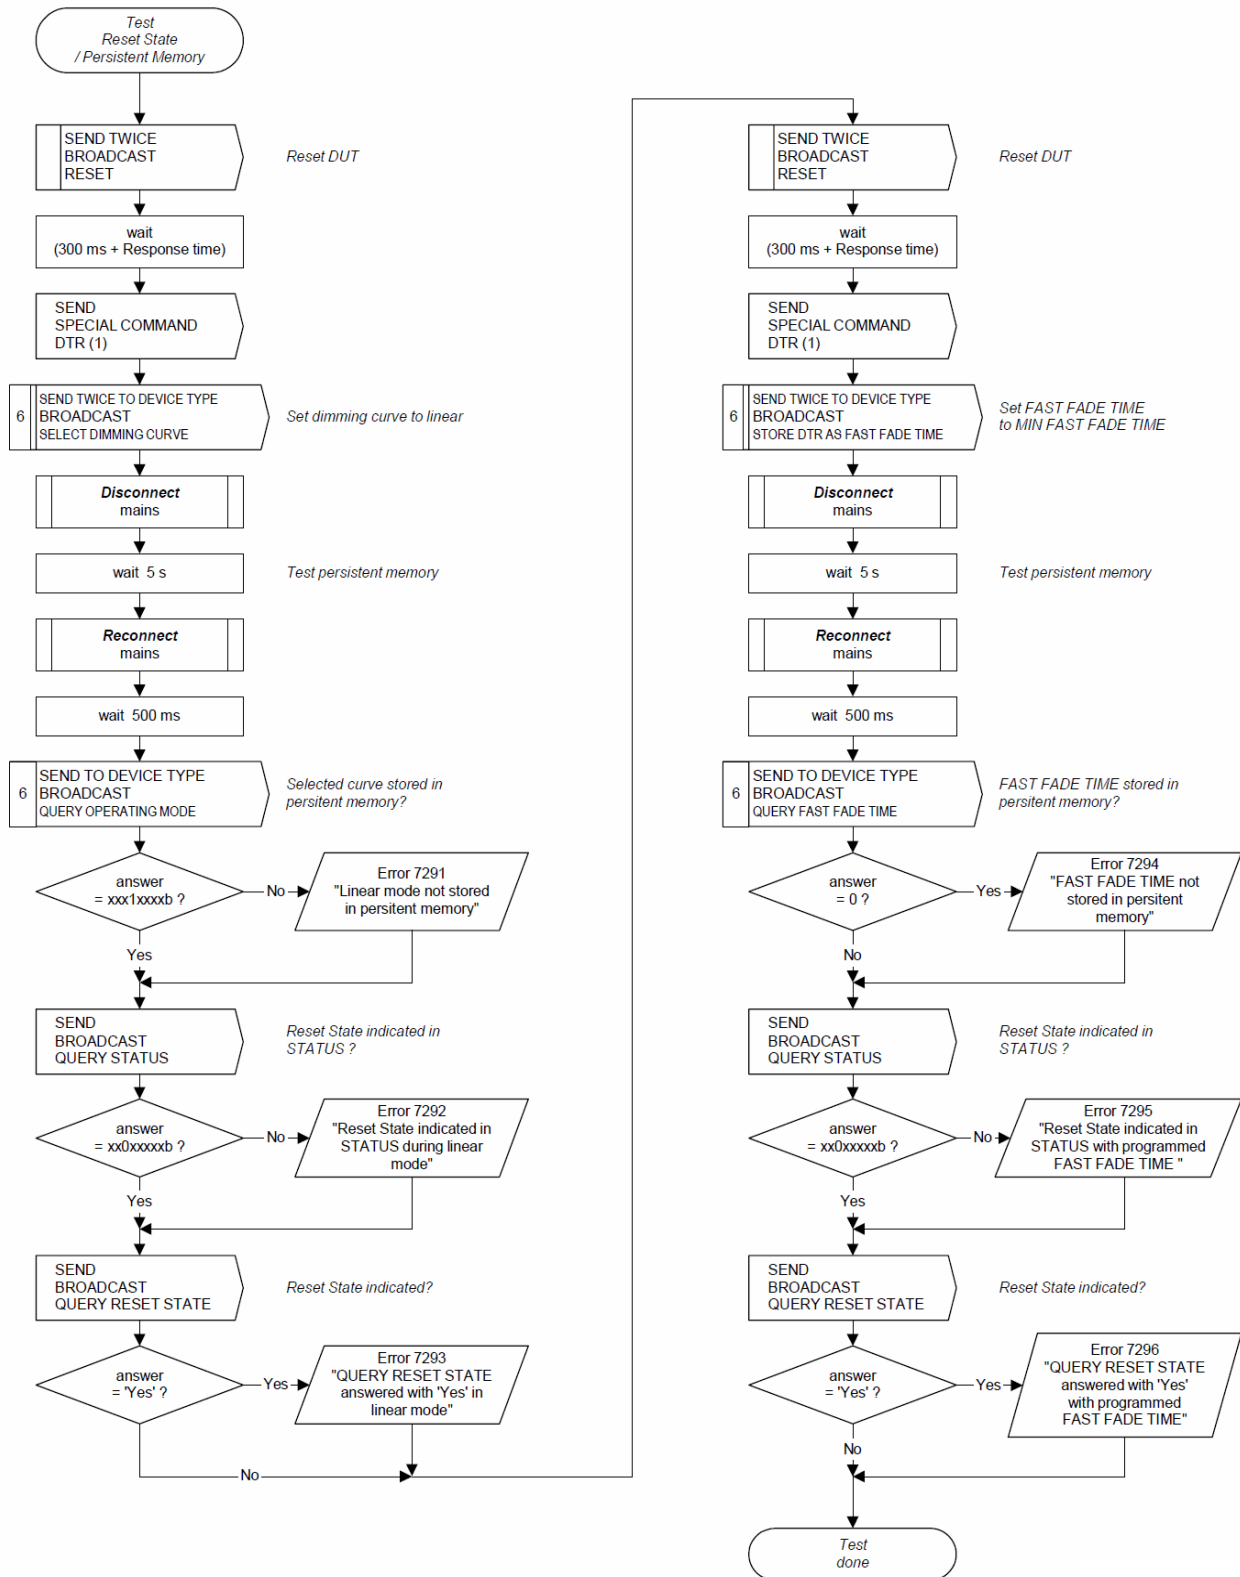 Test
Reset State
/ Persistent Memory
SEND TWICE
BROADCAST
RESET
Reset DUT
wait
(300 ms + Response time)
SEND
SPECIAL COMMAND
DTR (1)
6
SEND TWICE TO DEVICE TYPE
BROADCAST
SELECT DIMMING CURVE
Set dimming curve to linear
Disconnect
mains
wait 5 s
Test persistent memory
Reconnect
mains
wait 500 ms
6
SEND TO DEVICE TYPE
BROADCAST
QUERY OPERATING MODE
Selected curve stored in
persitent memory?
answer
= xxx1xxxxb ?
No
Error 7291
"Linear mode not stored
in persitent memory"
Yes
SEND
BROADCAST
QUERY STATUS
Reset State indicated in
STATUS ?
answer
= xx0xxxxxb ?
No
Error 7292
"Reset State indicated in
STATUS during linear
mode"
Yes
SEND
BROADCAST
QUERY RESET STATE
Reset State indicated?
answer
= 'Yes' ?
Yes
Error 7293
"QUERY RESET STATE
answered with 'Yes' in
linear mode"
No
SEND TWICE
BROADCAST
RESET
Reset DUT
wait
(300 ms + Response time)
SEND
SPECIAL COMMAND
DTR (1)
6
SEND TWICE TO DEVICE TYPE
BROADCAST
STORE DTR AS FAST FADE TIME
Set FAST FADE TIME
to MIN FAST FADE TIME
Disconnect
mains
wait 5 s
Test persistent memory
Reconnect
mains
wait 500 ms
6
SEND TO DEVICE TYPE
BROADCAST
QUERY FAST FADE TIME
FAST FADE TIME stored in
persitent memory?
answer
= 0 ?
Yes
Error 7294
"FAST FADE TIME not
stored in persitent
memory"
No
SEND
BROADCAST
QUERY STATUS
Reset State indicated in
STATUS ?
answer
= xx0xxxxxb ?
No
Error 7295
"Reset State indicated in
STATUS with programmed
FAST FADE TIME "
Yes
SEND
BROADCAST
QUERY RESET STATE
Reset State indicated?
answer
= 'Yes' ?
Yes
Error 7296
"QUERY RESET STATE
answered with 'Yes'
with programmed
FAST FADE TIME"
No
Test
done